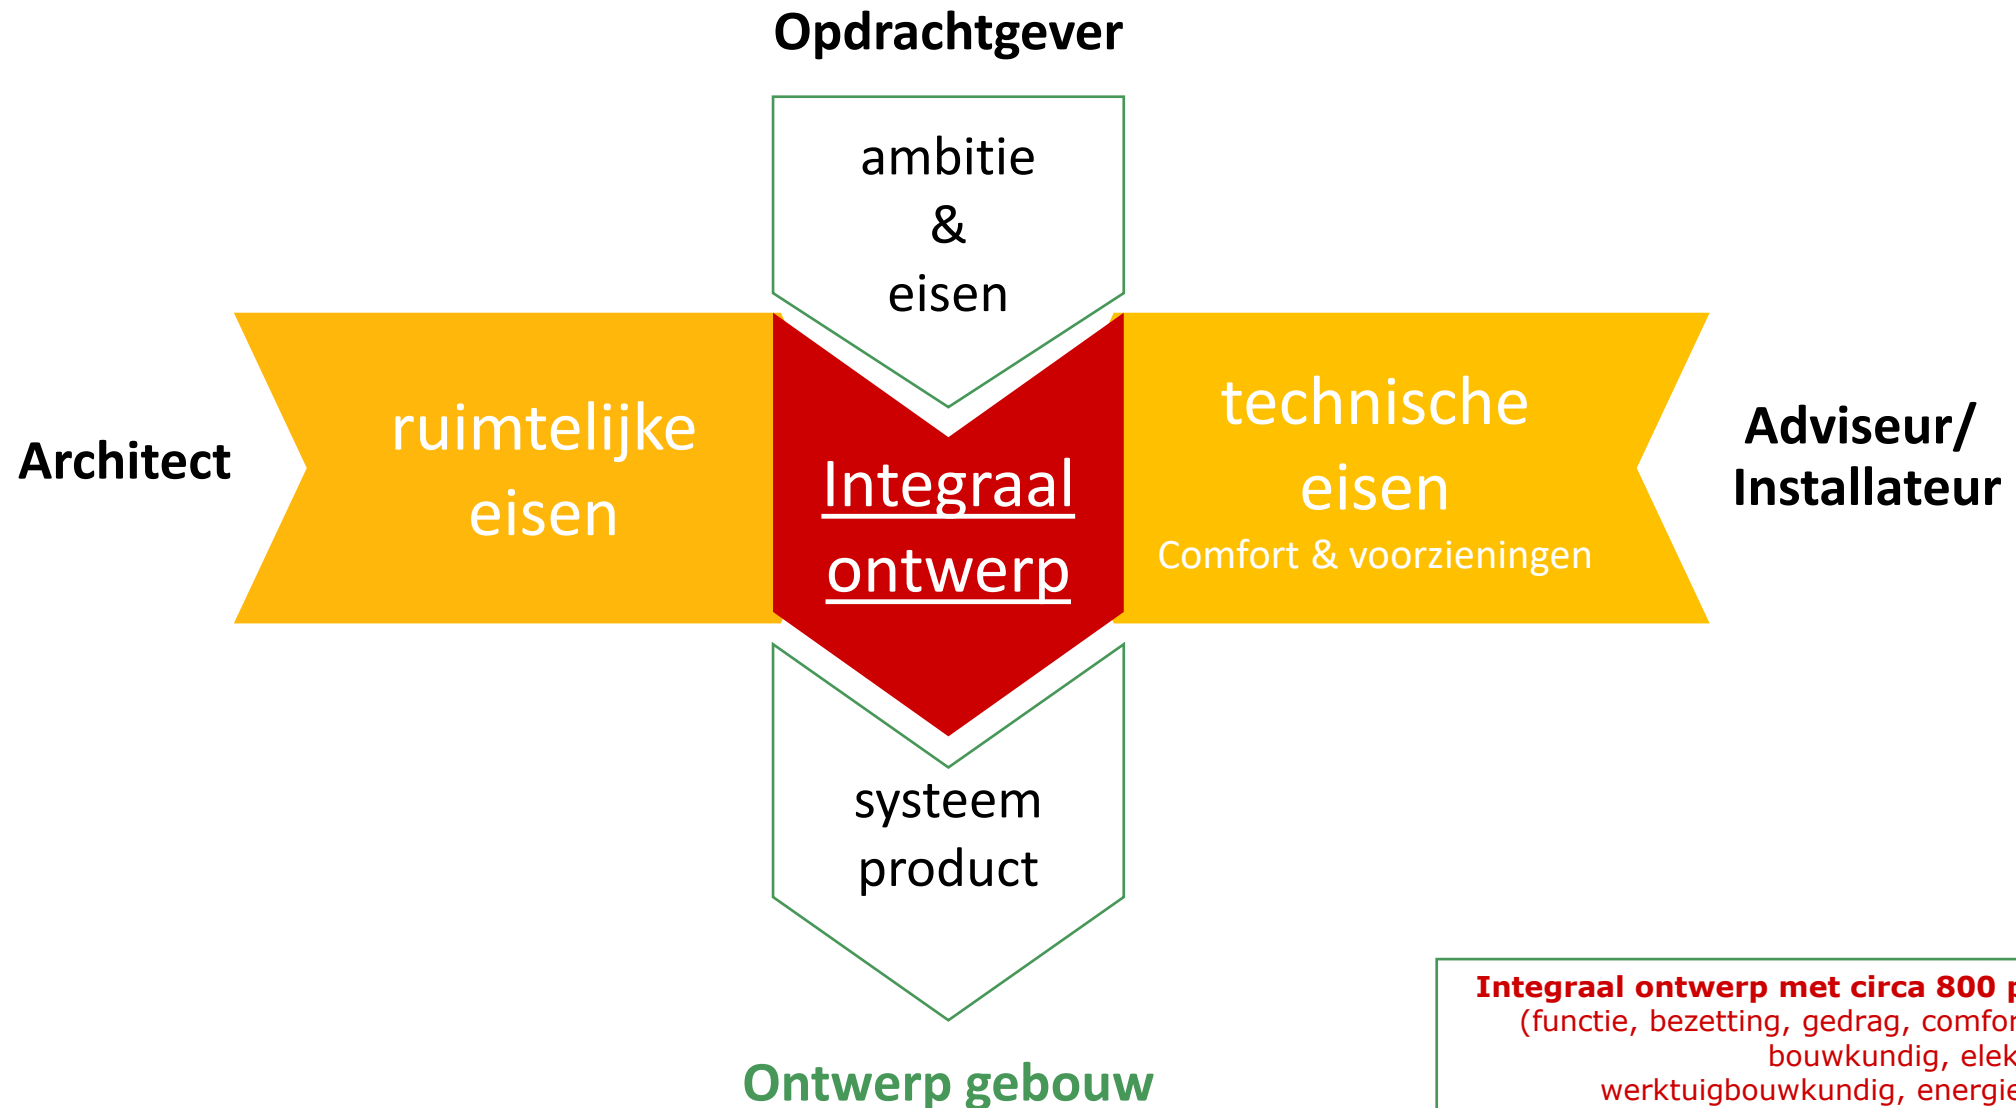 Opdrachtgever
ambitie
&
eisen
Architect
ruimtelijke
eisen
Integraal
ontwerp
technische
eisen
Comfort & voorzieningen
Adviseur/
Installateur
systeem
product
Ontwerp gebouw
Integraal ontwerp met circa 800
(functie, bezetting, gedrag,
bouwkundig,
werktuigbouwkundig,